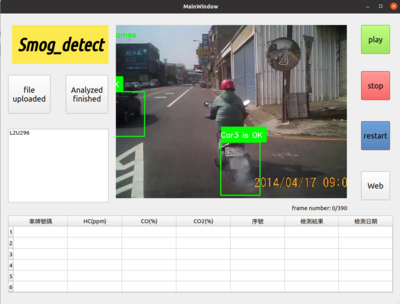 MainWindow
Smog_detect
file
uploaded
Analyzed
finished
LZU296
K
Car3 is OK
2014/04/17 09:0
play
stop
restart
Web
frame number: 0/390
車牌號碼 HC(ppm) CO(%) CO2(%) 序號 檢測結果 檢測日期
1
2
3
4
5
6